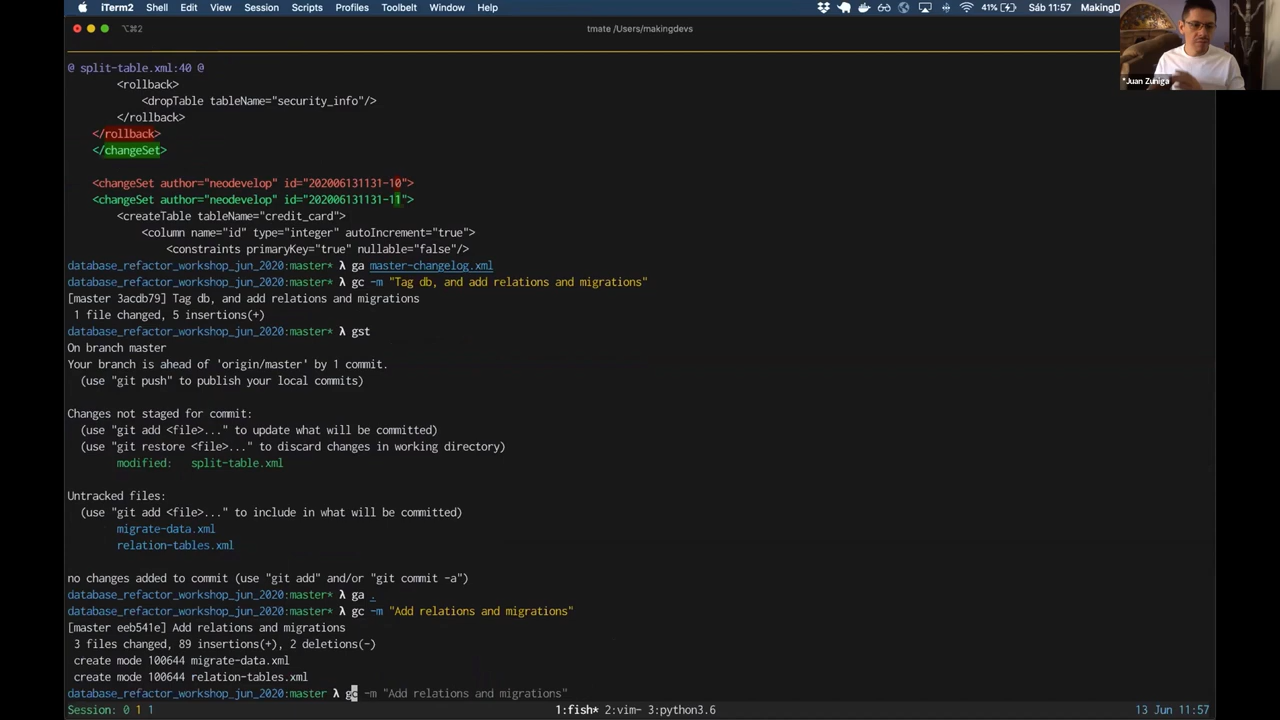 iTerm2 Shell Edit View Session Scripts Profiles Toolbelt Window Help 41% Sáb 11:57 MakingD
⌥⌘2 tmate /Users/makingdevs
Juan Zuniga
@ split-table.xml:40 @
<rollback>
<dropTable tableName="security_info"/>
</rollback>
</rollback>
</changeSet>
<changeSet author="neodevelop" id="202006131131-10">
<changeSet author="neodevelop" id="202006131131-11">
<createTable tableName="credit_card">
<column name="id" type="integer" autoIncrement="true">
<constraints primaryKey="true" nullable="false"/>
database_refactor_workshop_jun_2020:master* λ ga master-changelog.xml
database_refactor_workshop_jun_2020:master* λ gc -m "Tag db, and add relations and migrations"
[master 3acdb79] Tag db, and add relations and migrations
1 file changed, 5 insertions(+)
database_refactor_workshop_jun_2020:master* λ gst
On branch master
Your branch is ahead of 'origin/master' by 1 commit.
(use "git push" to publish your local commits)
Changes not staged for commit:
(use "git add <file>..." to update what will be committed)
(use "git restore <file>..." to discard changes in working directory)
modified: split-table.xml
Untracked files:
(use "git add <file>..." to include in what will be committed)
migrate-data.xml
relation-tables.xml
no changes added to commit (use "git add" and/or "git commit -a")
database_refactor_workshop_jun_2020:master* λ ga .
database_refactor_workshop_jun_2020:master* λ gc -m "Add relations and migrations"
[master eeb541e] Add relations and migrations
3 files changed, 89 insertions(+), 2 deletions(-)
create mode 100644 migrate-data.xml
create mode 100644 relation-tables.xml
database_refactor_workshop_jun_2020:master λ gc -m "Add relations and migrations"
Session: 0 1 1 1:fish* 2:vim- 3:python3.6 13 Jun 11:57